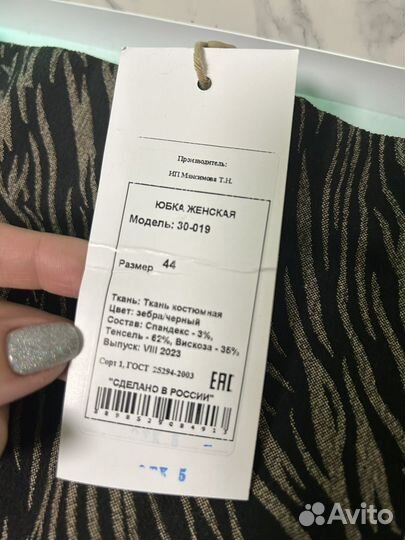 Производитель:
ИП Максимова Т.Н.
ЮБКА ЖЕНСКАЯ
Модель: 30-019
Размер 44
Ткань: Ткань костюмная
Цвет: зебра/черный
Состав: Спандекс - 3%,
Тенсель - 62%, Вискоза - 35%
Выпуск: VIII 2023
Сорт 1, ГОСТ 25294-2003
EAC
"СДЕЛАНО В РОССИИ"
5
Avito